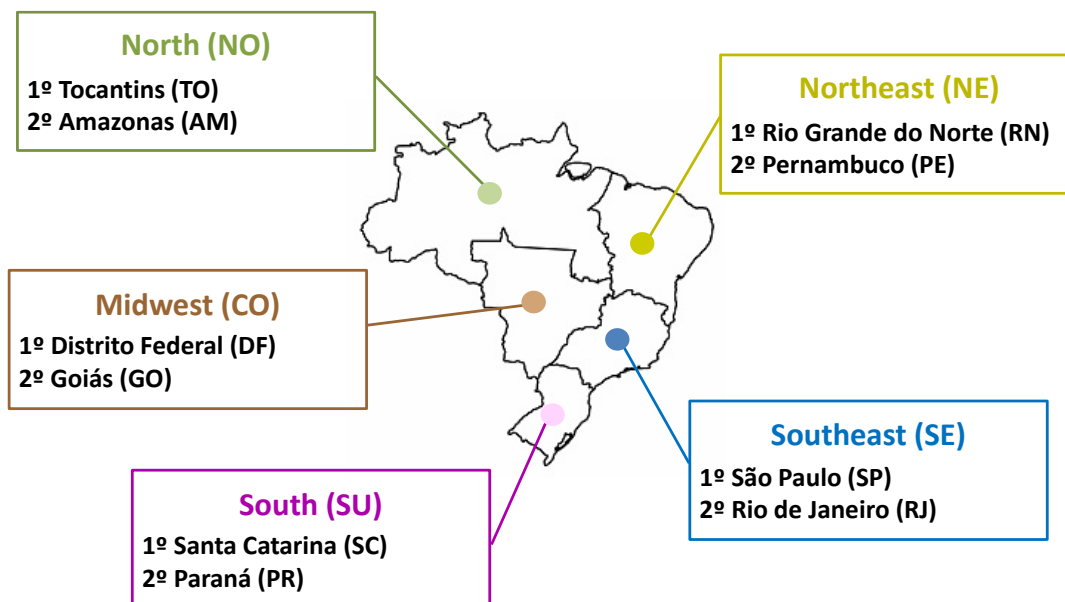 North (NO)
1º Tocantins (TO)
2º Amazonas (AM)
Northeast (NE)
1º Rio Grande do Norte (RN)
2º Pernambuco (PE)
Midwest (CO)
1º Distrito Federal (DF)
2º Goiás (GO)
Southeast (SE)
1º São Paulo (SP)
2º Rio de Janeiro (RJ)
South (SU)
1º Santa Catarina (SC)
2º Paraná (PR)